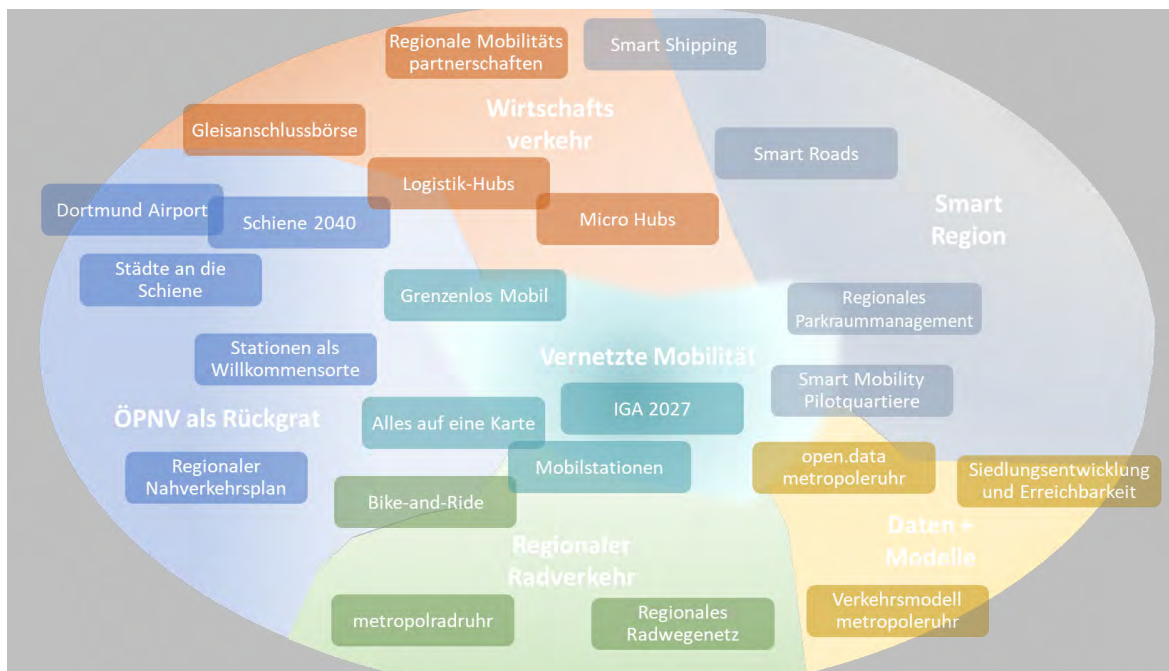 Regionale Mobilitäts
partnerschaften
Smart Shipping
Wirtschafts
verkehr
Gleisanschlussbörse
Smart Roads
Logistik-Hubs
Dortmund Airport
Schiene 2040
Micro Hubs
Smart
Region
Städte an die
Schiene
Grenzenlos Mobil
Regionales
Parkraummanagement
Stationen als
Willkommensorte
Vernetzte Mobilität
Smart Mobility
Pilotquartiere
IGA 2027
ÖPNV als Rückgrat
Alles auf eine Karte
Regionaler
Nahverkehrsplan
Mobilstationen
open.data
metropoleruhr
Siedlungsentwicklung
und Erreichbarkeit
Bike-and-Ride
Regionaler
Radverkehr
Daten +
Modelle
metropolradruhr
Regionales
Radwegenetz
Verkehrsmodell
metropoleruhr